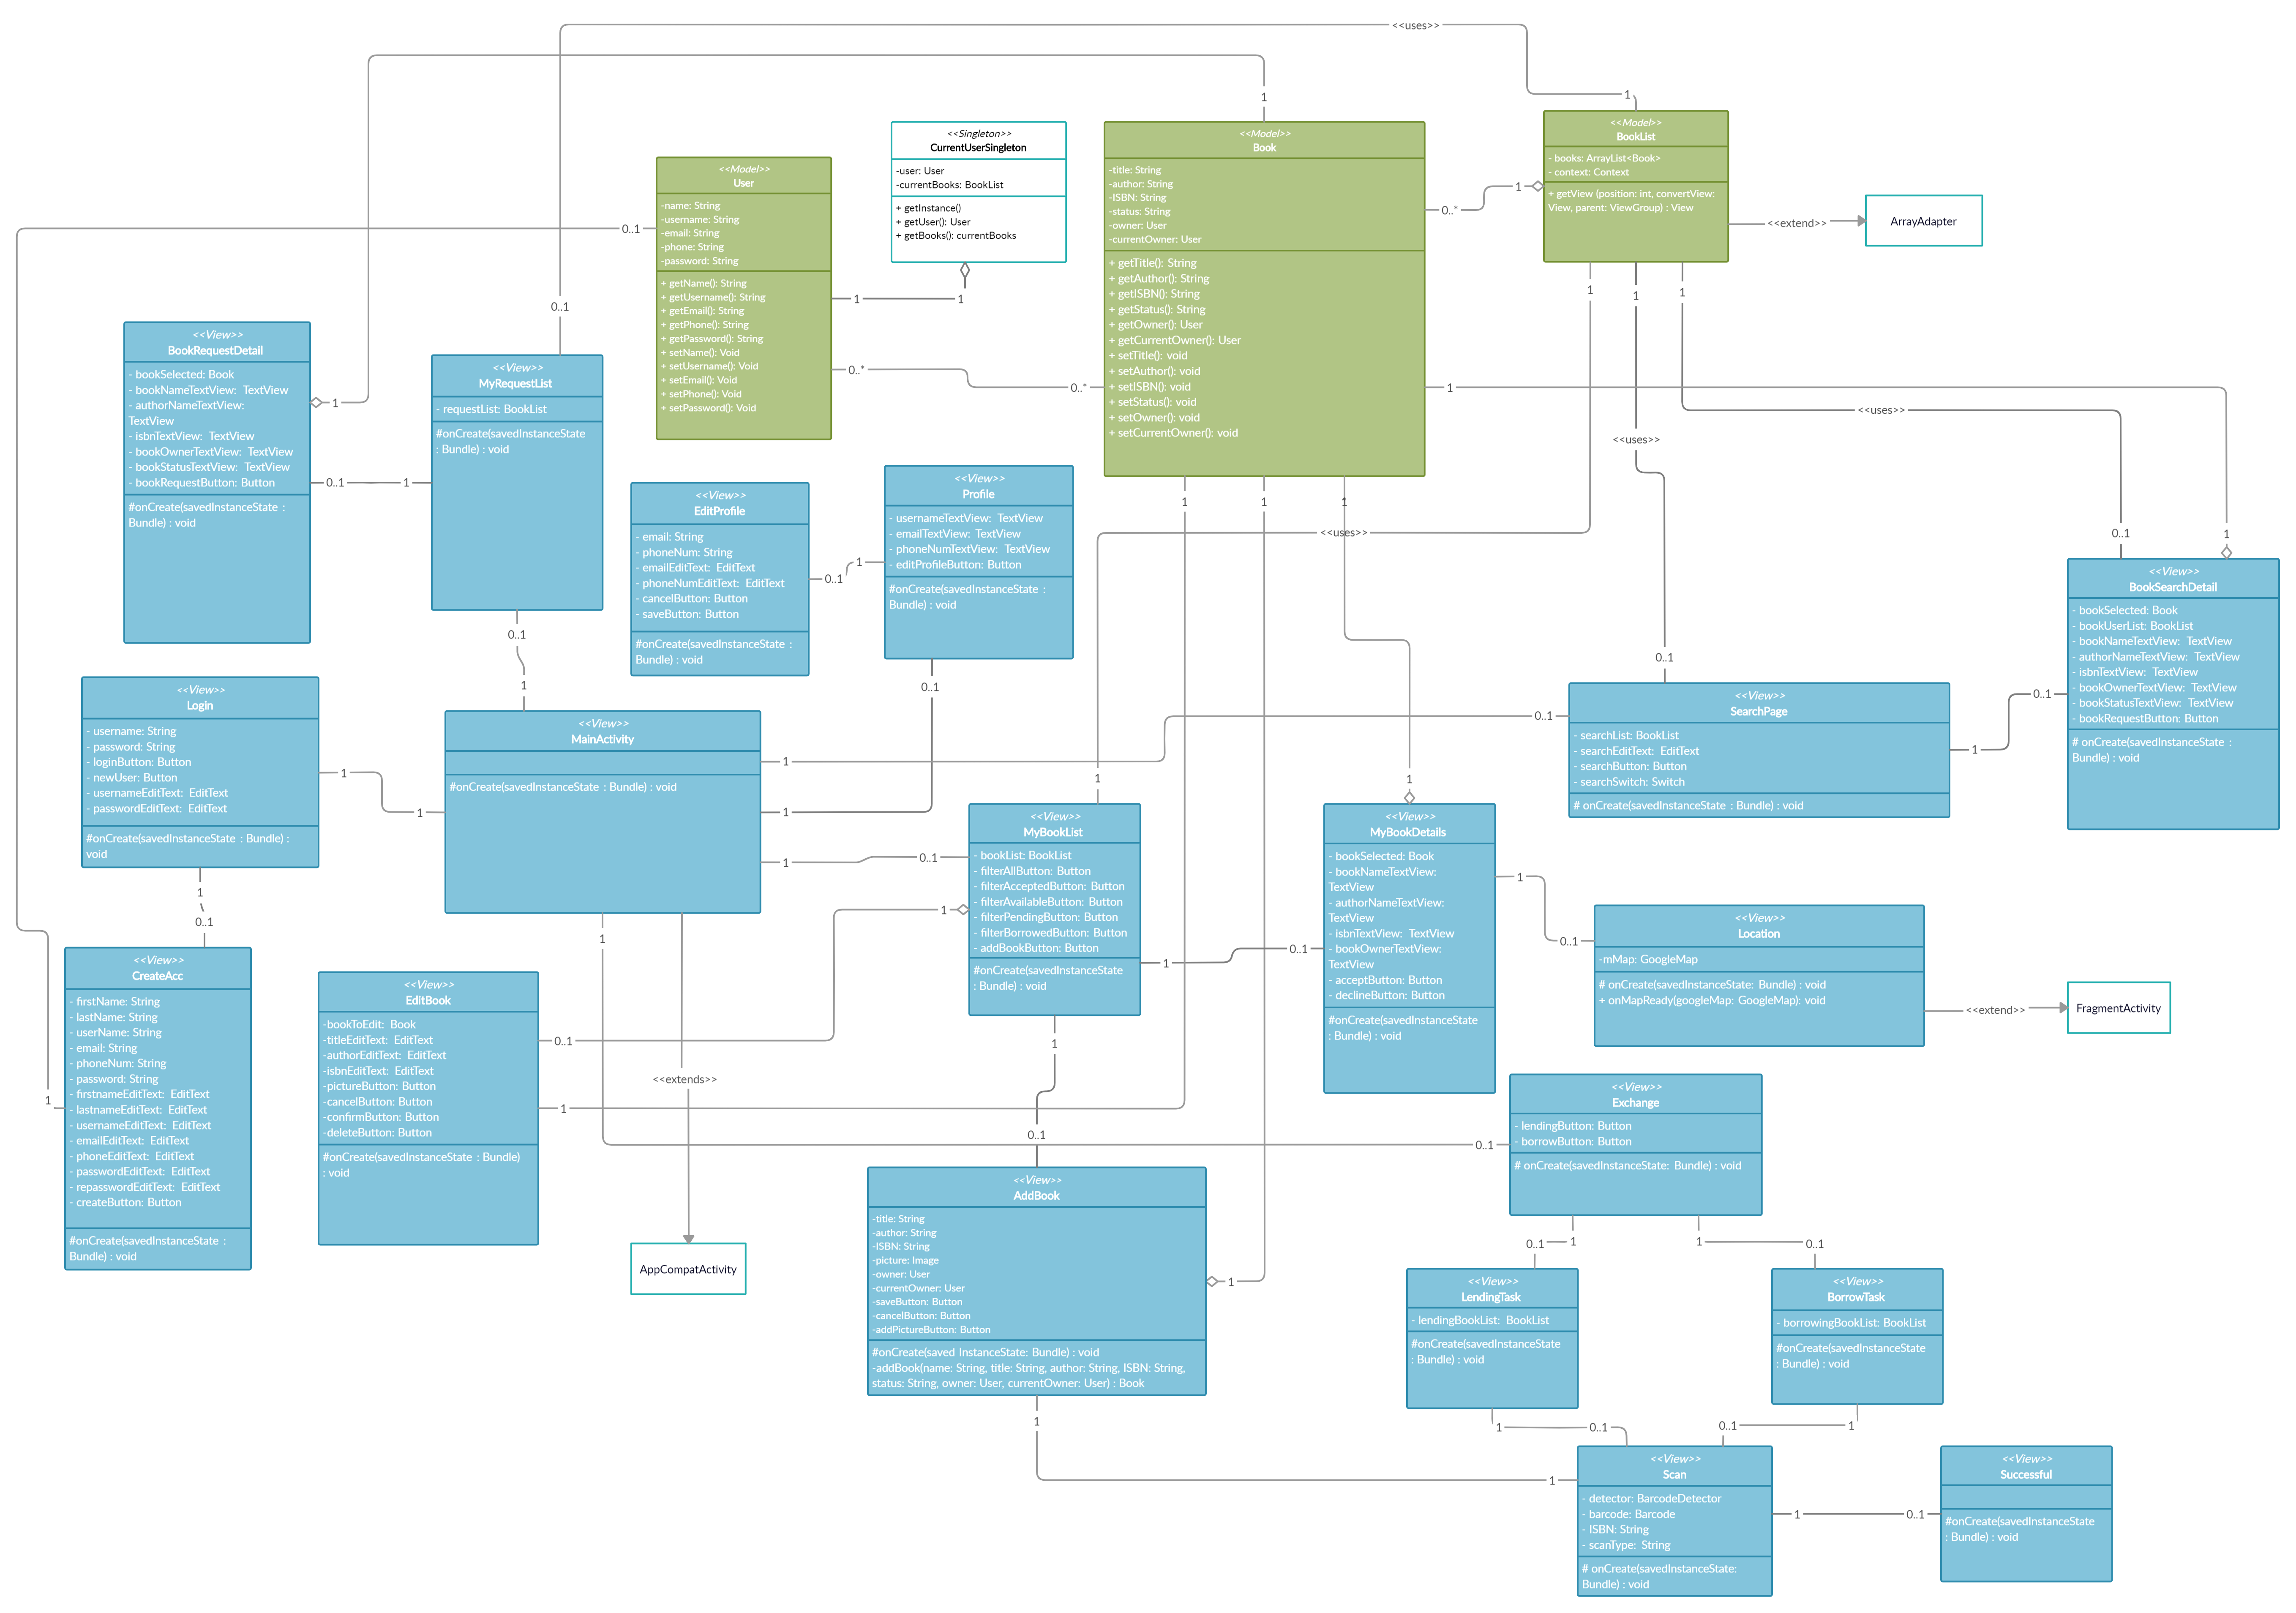 <<uses>>
1
1
<<Singleton>>
CurrentUserSingleton
-user: User
-currentBooks: BookList
+ getInstance()
+ getUser(): User
+ getBooks(): currentBooks
<<Model>>
Book
-title: String
-author: String
-ISBN: String
-status: String
-owner: User
-currentOwner: User
+ getTitle(): String
+ getAuthor(): String
+ getISBN(): String
+ getStatus(): String
+ getOwner(): User
+ getCurrentOwner(): User
+ setTitle(): void
+ setAuthor(): void
+ setISBN(): void
+ setStatus(): void
+ setOwner(): void
+ setCurrentOwner(): void
<<Model>>
BookList
- books: ArrayList<Book>
- context: Context
+ getView (position: int, convertView:
View, parent: ViewGroup) : View
<<extend>>
ArrayAdapter
0..*
1
<<Model>>
User
-name: String
-username: String
-email: String
-phone: String
-password: String
+ getName(): String
+ getUsername(): String
+ getEmail(): String
+ getPhone(): String
+ getPassword(): String
+ setName(): Void
+ setUsername(): Void
+ setEmail(): Void
+ setPhone(): Void
+ setPassword(): Void
0..1
1
1
0..*
0..*
0..1
1
1
1
1
<<uses>>
<<uses>>
<<View>>
BookRequestDetail
- bookSelected: Book
- bookNameTextView:  TextView
- authorNameTextView:
TextView
- isbnTextView:  TextView
- bookOwnerTextView:  TextView
- bookStatusTextView:  TextView
- bookRequestButton: Button
#onCreate(savedInstanceState :
Bundle) : void
1
0..1
1
<<View>>
MyRequestList
- requestList: BookList
#onCreate(savedInstanceState
: Bundle) : void
0..1
1
<<View>>
EditProfile
- email: String
- phoneNum: String
- emailEditText:  EditText
- phoneNumEditText:  EditText
- cancelButton: Button
- saveButton: Button
#onCreate(savedInstanceState :
Bundle) : void
0..1
1
<<View>>
Profile
- usernameTextView:  TextView
- emailTextView:  TextView
- phoneNumTextView:  TextView
- editProfileButton: Button
#onCreate(savedInstanceState :
Bundle) : void
0..1
1
1
1
<<uses>>
0..1
0..1
1
<<View>>
BookSearchDetail
- bookSelected: Book
- bookUserList: BookList
- bookNameTextView:  TextView
- authorNameTextView:  TextView
- isbnTextView:  TextView
- bookOwnerTextView:  TextView
- bookStatusTextView:  TextView
- bookRequestButton: Button
# onCreate(savedInstanceState :
Bundle) : void
<<View>>
Login
- username: String
- password: String
- loginButton: Button
- newUser: Button
- usernameEditText:  EditText
- passwordEditText:  EditText
#onCreate(savedInstanceState : Bundle) :
void
1
1
<<View>>
MainActivity
#onCreate(savedInstanceState : Bundle) : void
1
1
1
0..1
<<View>>
SearchPage
- searchList: BookList
- searchEditText:  EditText
- searchButton: Button
- searchSwitch: Switch
# onCreate(savedInstanceState : Bundle) : void
1
0..1
1
1
0..1
<<View>>
MyBookList
- bookList: BookList
- filterAllButton: Button
- filterAcceptedButton: Button
- filterAvailableButton: Button
- filterPendingButton: Button
- filterBorrowedButton: Button
- addBookButton: Button
#onCreate(savedInstanceState
: Bundle) : void
1
1
0..1
<<View>>
MyBookDetails
- bookSelected: Book
- bookNameTextView:
TextView
- authorNameTextView:
TextView
- isbnTextView:  TextView
- bookOwnerTextView:
TextView
- acceptButton: Button
- declineButton: Button
#onCreate(savedInstanceState
: Bundle) : void
1
0..1
<<View>>
Location
-mMap: GoogleMap
# onCreate(savedInstanceState: Bundle) : void
+ onMapReady(googleMap: GoogleMap): void
<<extend>>
FragmentActivity
1
0..1
<<View>>
CreateAcc
- firstName: String
- lastName: String
- userName: String
- email: String
- phoneNum: String
- password: String
- firstnameEditText:  EditText
- lastnameEditText:  EditText
- usernameEditText:  EditText
- emailEditText:  EditText
- phoneEditText:  EditText
- passwordEditText:  EditText
- repasswordEditText:  EditText
- createButton: Button
#onCreate(savedInstanceState :
Bundle) : void
1
<<View>>
EditBook
-bookToEdit:  Book
-titleEditText:  EditText
-authorEditText:  EditText
-isbnEditText:  EditText
-pictureButton: Button
-cancelButton: Button
-confirmButton: Button
-deleteButton: Button
#onCreate(savedInstanceState : Bundle)
: void
0..1
1
1
<<extends>>
AppCompatActivity
1
0..1
0..1
<<View>>
Exchange
- lendingButton: Button
- borrowButton: Button
# onCreate(savedInstanceState: Bundle) : void
<<View>>
AddBook
-title: String
-author: String
-ISBN: String
-picture: Image
-owner: User
-currentOwner: User
-saveButton: Button
-cancelButton: Button
-addPictureButton: Button
#onCreate(saved InstanceState: Bundle) : void
-addBook(name: String, title: String, author: String, ISBN: String,
status: String, owner: User, currentOwner: User) : Book
1
0..1
1
1
0..1
<<View>>
LendingTask
- lendingBookList:  BookList
#onCreate(savedInstanceState
: Bundle) : void
<<View>>
BorrowTask
- borrowingBookList: BookList
#onCreate(savedInstanceState
: Bundle) : void
1
1
0..1
0..1
1
1
<<View>>
Scan
- detector: BarcodeDetector
- barcode: Barcode
- ISBN: String
- scanType:  String
# onCreate(savedInstanceState:
Bundle) : void
1
0..1
<<View>>
Successful
#onCreate(savedInstanceState
: Bundle) : void